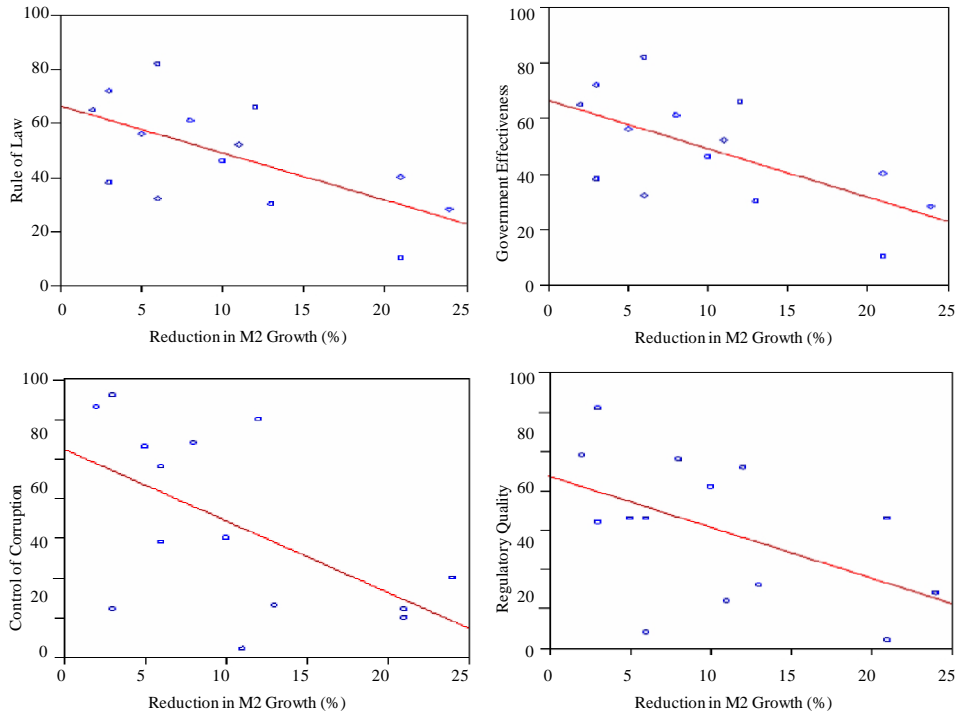 100
80
60
40
20
0
Rule of Law
0 5 10 15 20 25
Reduction in M2 Growth (%)
100
80
60
40
20
0
Government Effectiveness
0 5 10 15 20 25
Reduction in M2 Growth (%)
100
80
60
40
20
0
Control of Corruption
0 5 10 15 20 25
Reduction in M2 Growth (%)
100
80
60
40
20
0
Regulatory Quality
0 5 10 15 20 25
Reduction in M2 Growth (%)